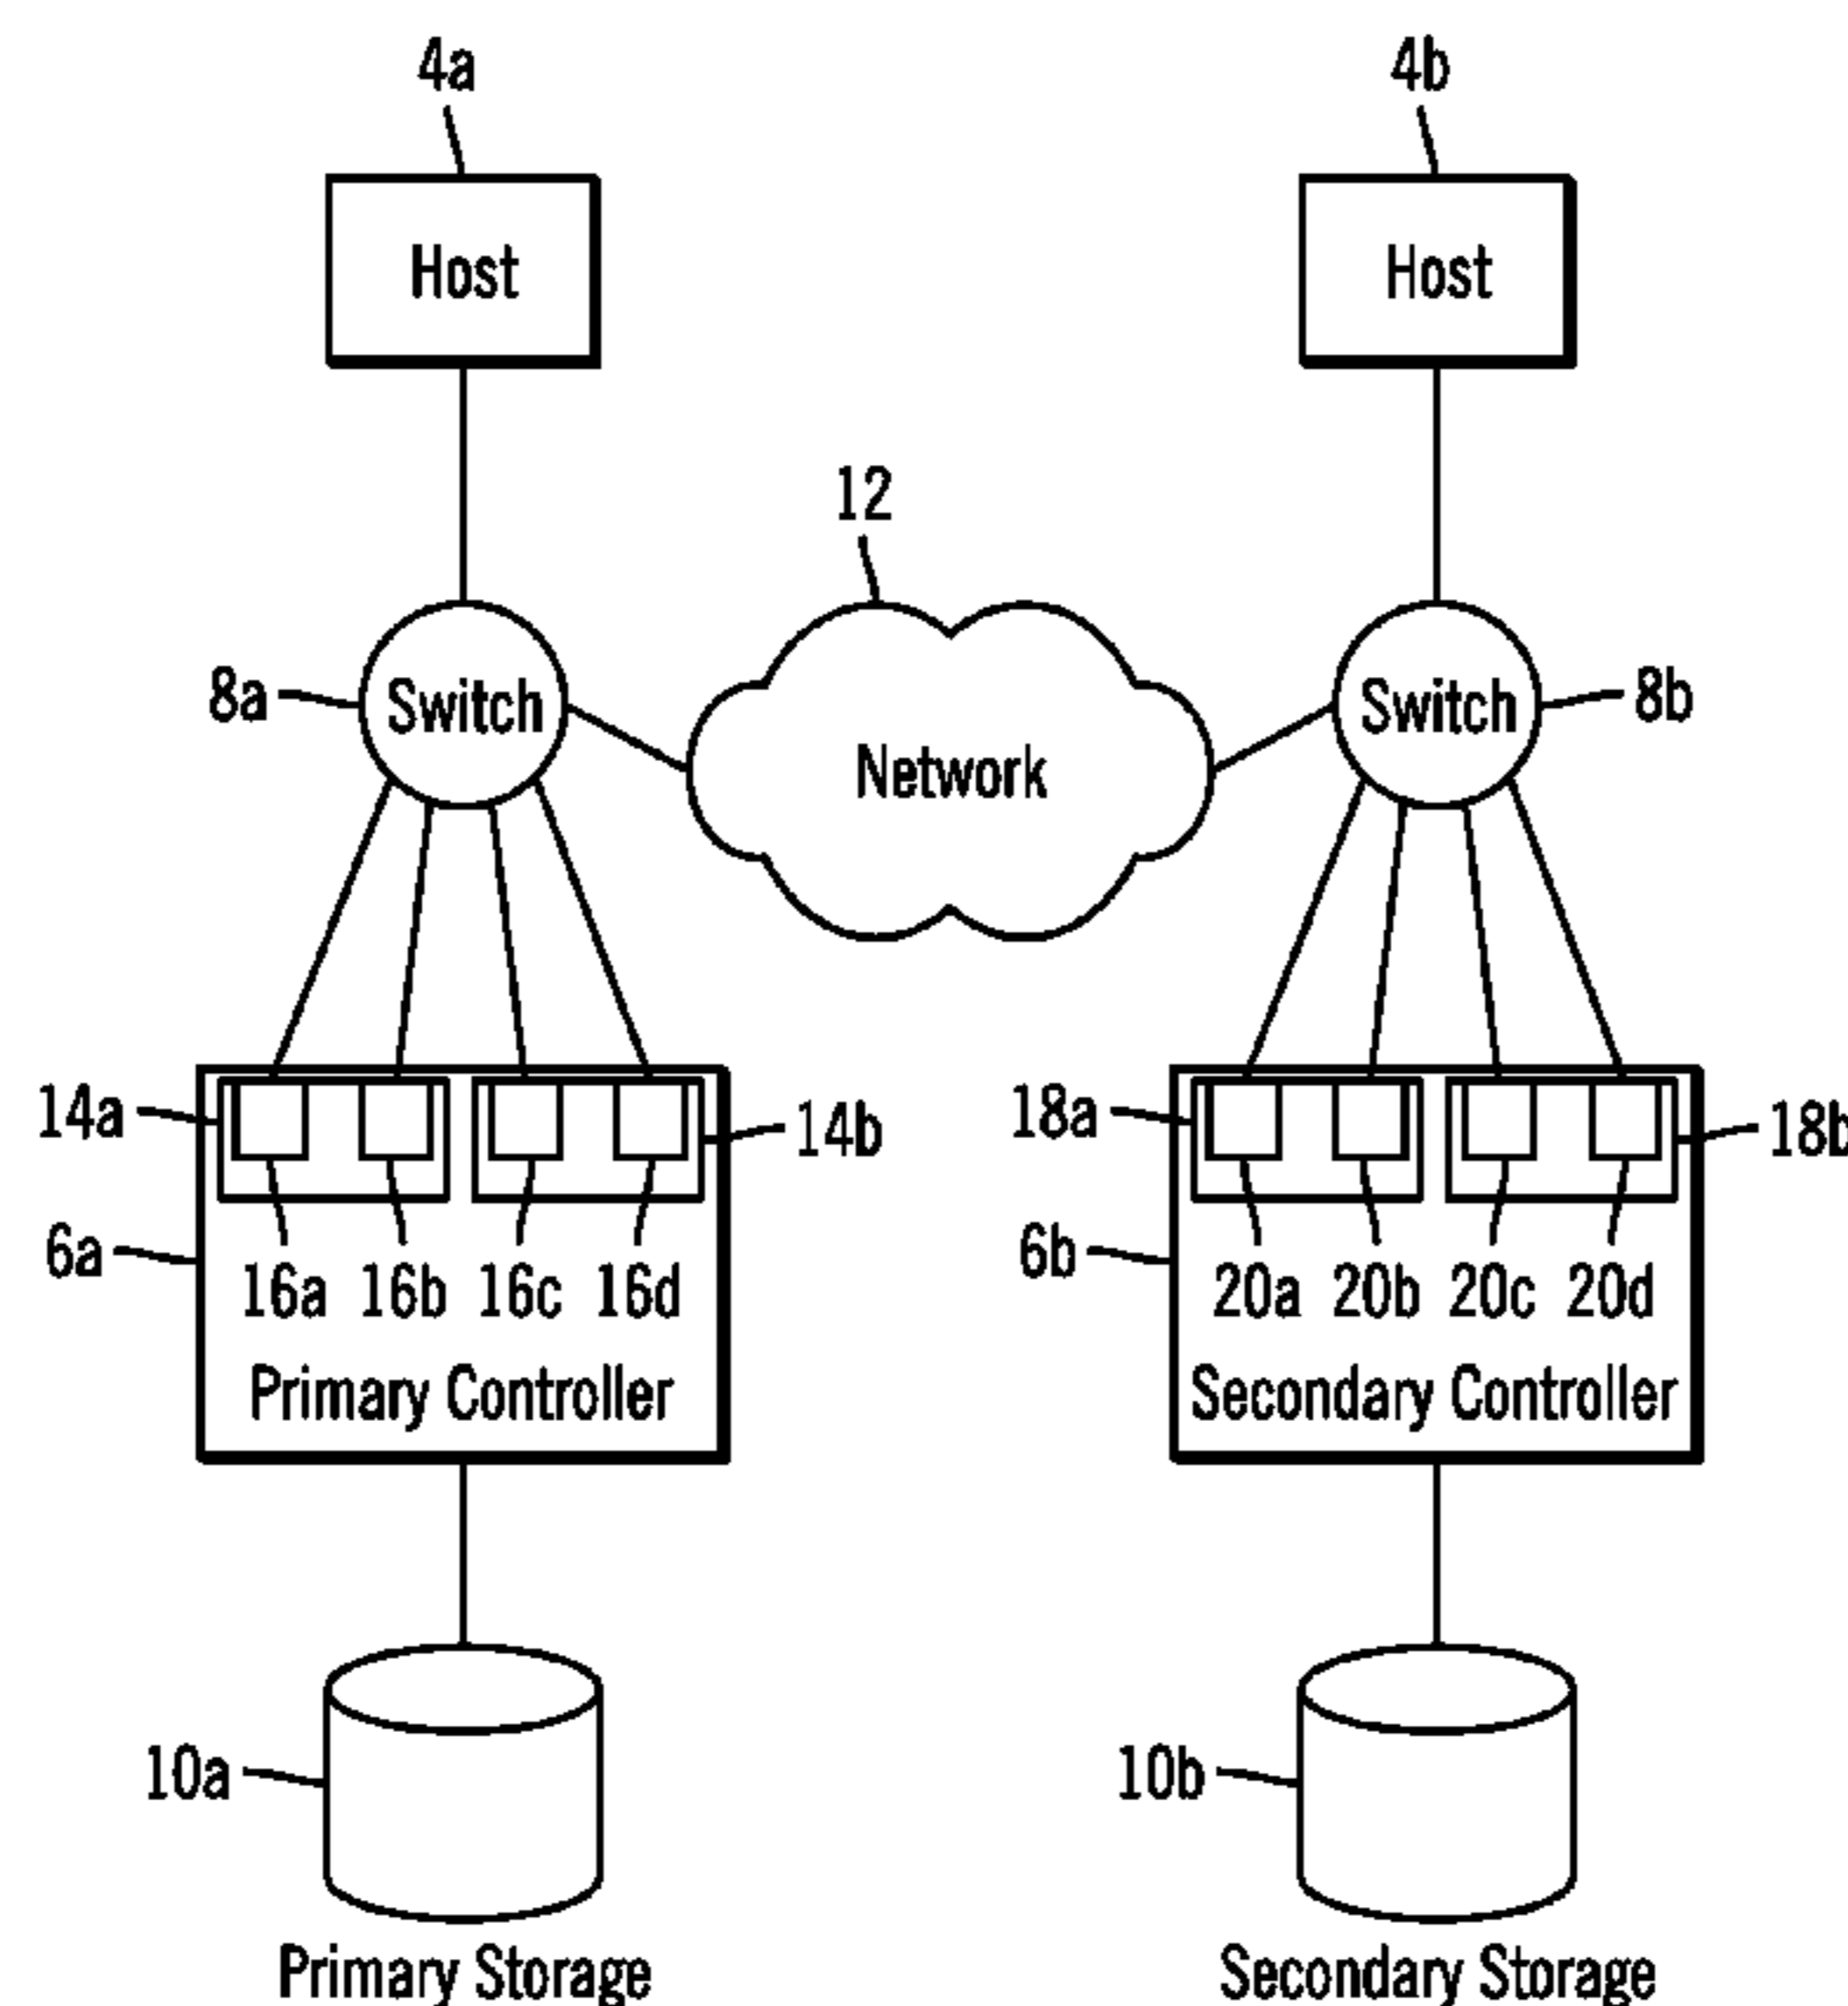 4a 4b
Host Host
12
8a Switch Network Switch 8b
14a 14b 18a 18b
6a 16a 16b 16c 16d 6b 20a 20b 20c 20d
Primary Controller Secondary Controller
10a 10b
Primary Storage Secondary Storage